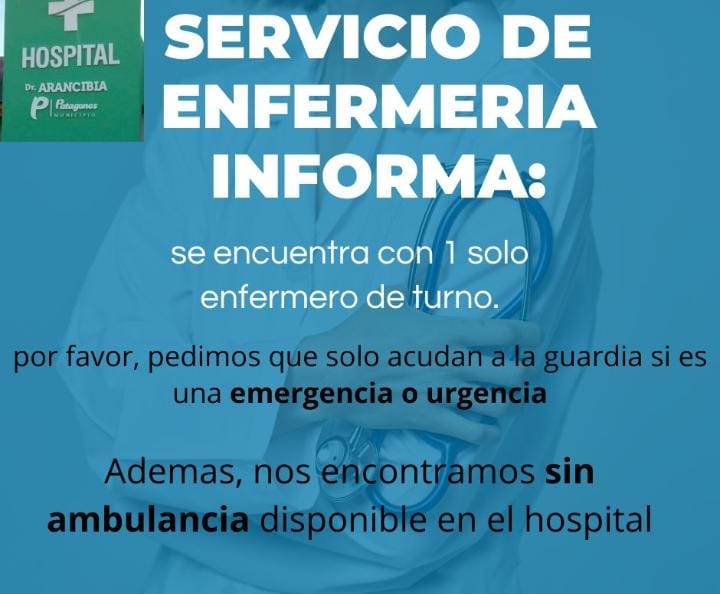 HOSPITAL
Dr. ARANCIBIA
Patagones
MUNICIPIO
SERVICIO DE
ENFERMERIA
INFORMA:
se encuentra con 1 solo
enfermero de turno.
por favor, pedimos que solo acudan a la guardia si es
una emergencia o urgencia
Ademas, nos encontramos sin
ambulancia disponible en el hospital